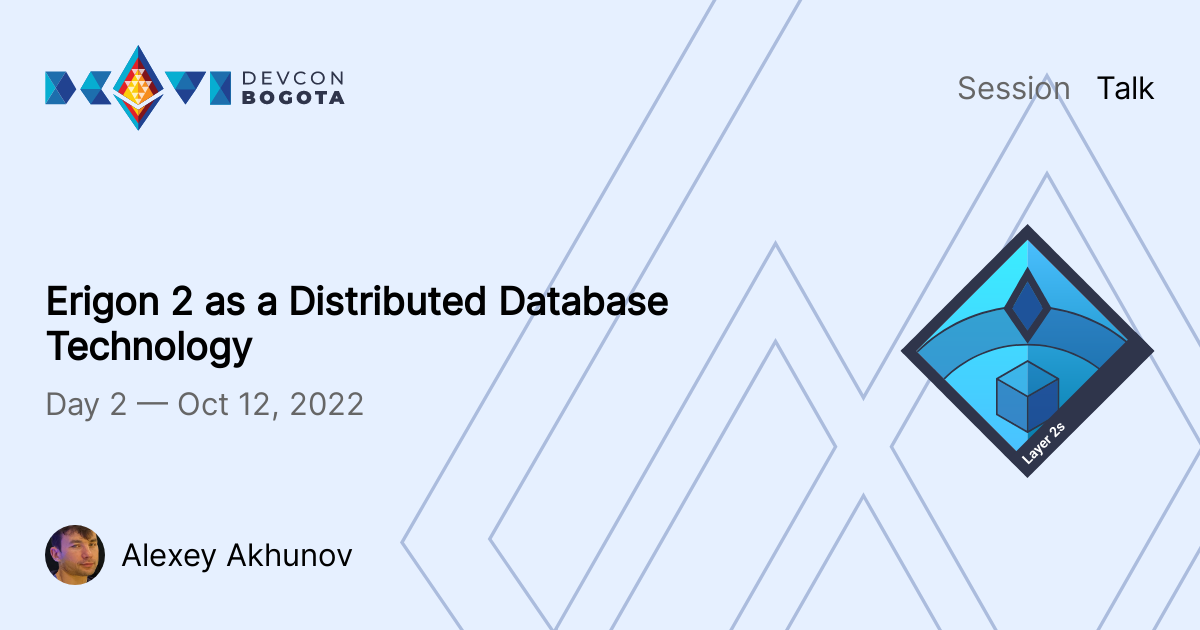 DEVCON
BOGOTA
Session Talk
Erigon 2 as a Distributed Database
Technology
Day 2 — Oct 12, 2022
Layer 2s
Alexey Akhunov